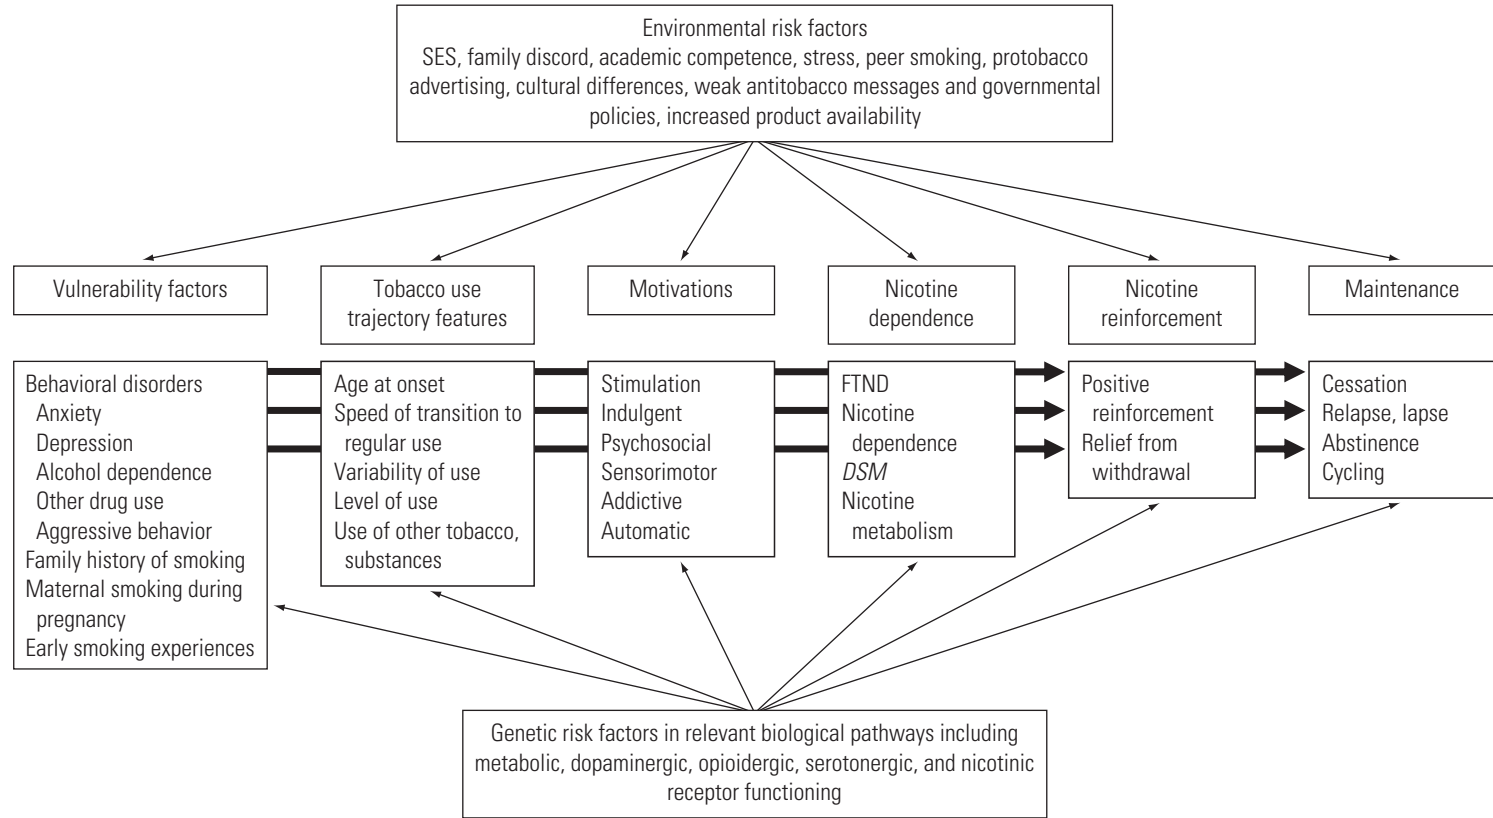 Environmental risk factors
SES, family discord, academic competence, stress, peer smoking, protobacco
advertising, cultural differences, weak antitobacco messages and governmental
policies, increased product availability
Vulnerability factors
Tobacco use
trajectory features
Motivations
Nicotine
dependence
Nicotine
reinforcement
Maintenance
Behavioral disorders
Anxiety
Depression
Alcohol dependence
Other drug use
Aggressive behavior
Family history of smoking
Maternal smoking during
pregnancy
Early smoking experiences
Age at onset
Speed of transition to
regular use
Variability of use
Level of use
Use of other tobacco,
substances
Stimulation
Indulgent
Psychosocial
Sensorimotor
Addictive
Automatic
FTND
Nicotine
dependence
DSM
Nicotine
metabolism
Positive
reinforcement
Relief from
withdrawal
Cessation
Relapse, lapse
Abstinence
Cycling
Genetic risk factors in relevant biological pathways including
metabolic, dopaminergic, opioidergic, serotonergic, and nicotinic
receptor functioning